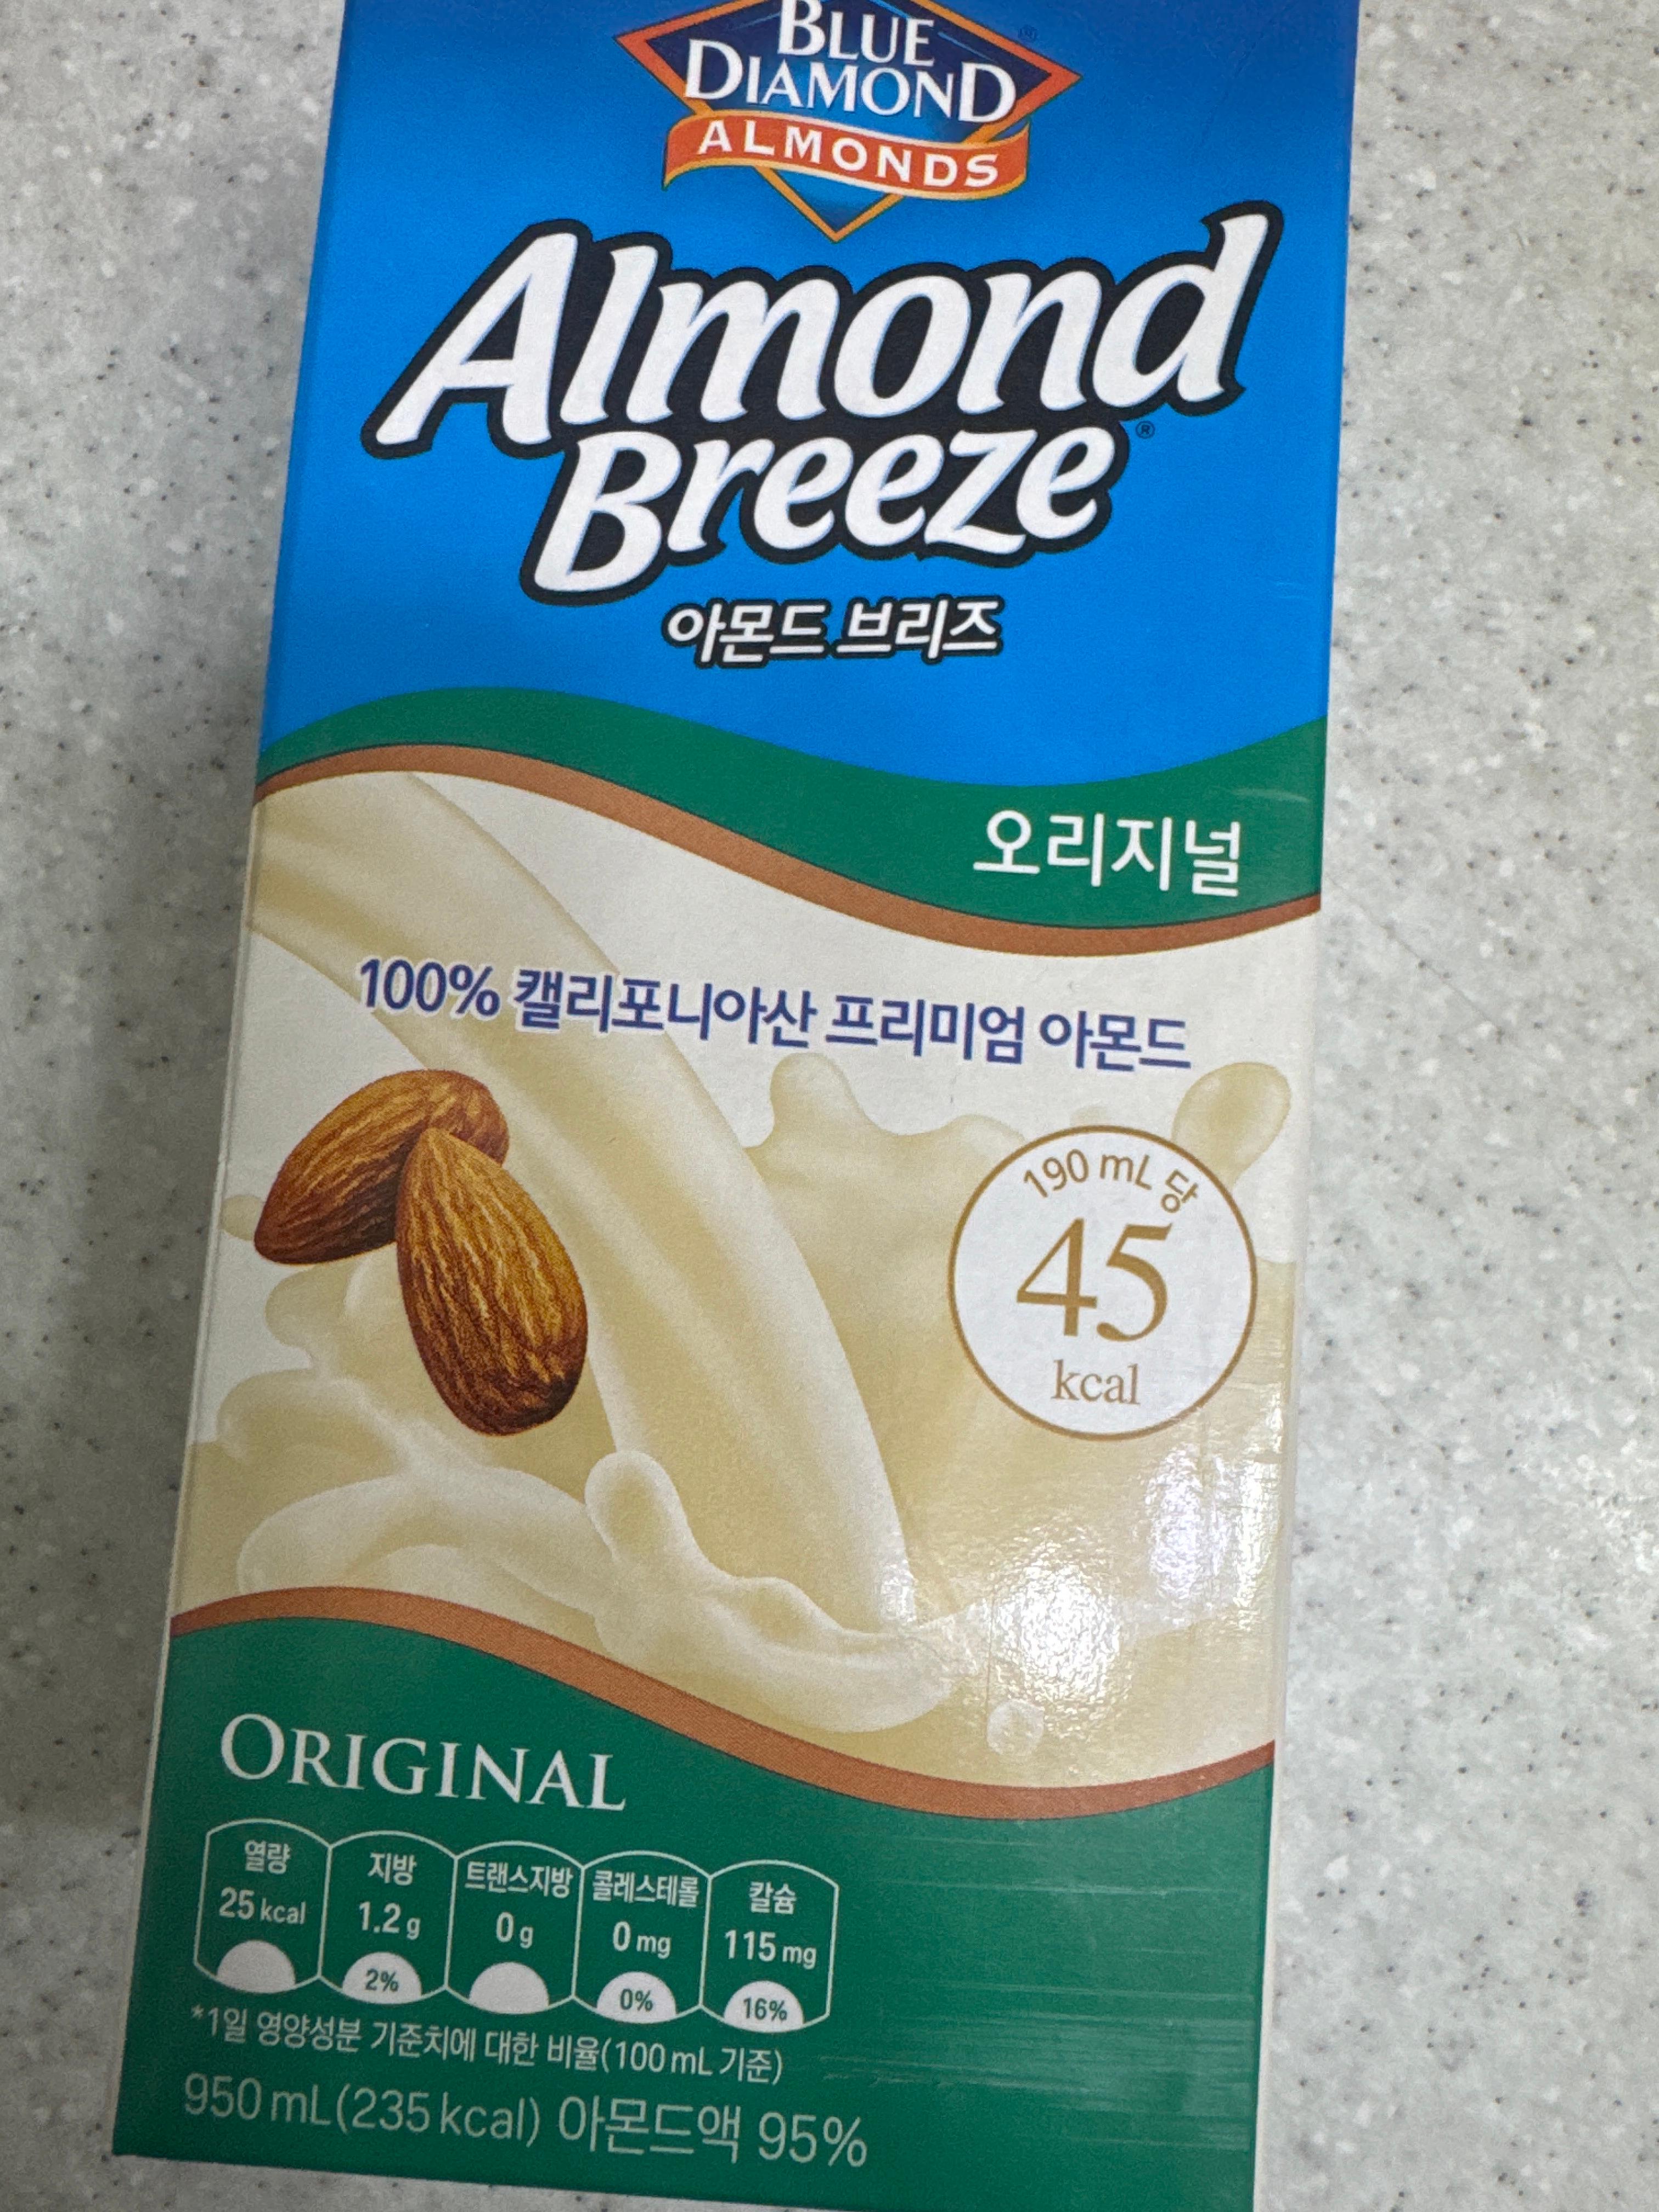 BLUE
DIAMOND
ALMONDS
Almond
Breeze®
아몬드 브리즈
오리지널
100% 캘리포니아산 프리미엄 아몬드
190 mL 당
45
kcal
ORIGINAL
열량 지방 트랜스지방 콜레스테롤 칼슘
25 kcal 1.2 g 0 g 0 mg 115 mg
2% 0% 16%
*1일 영양성분 기준치에 대한 비율(100 mL 기준)
950 mL(235 kcal) 아몬드액 95%